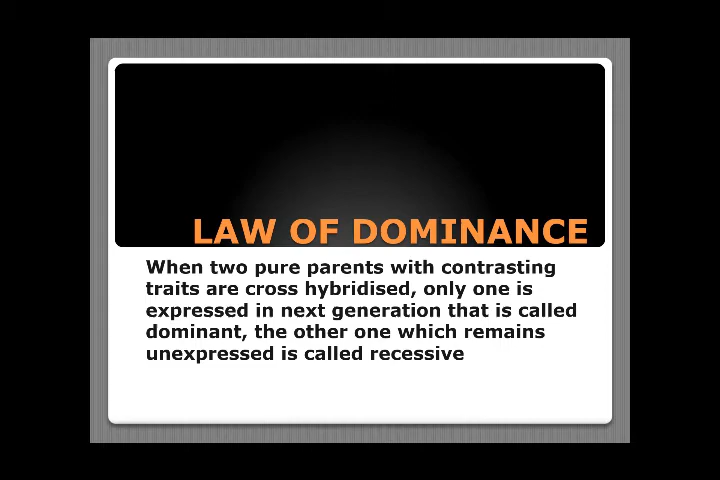 LAW OF DOMINANCE
When two pure parents with contrasting
traits are cross hybridised, only one is
expressed in next generation that is called
dominant, the other one which remains
unexpressed is called recessive